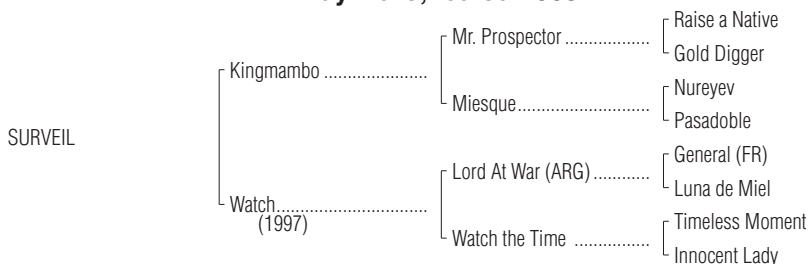 Raise a Native
Mr. Prospector ..................
Gold Digger
Kingmambo ......................
Nureyev
Miesque............................
Pasadoble
SURVEIL
General (FR)
Lord At War (ARG) ............
Luna de Miel
Watch................................
(1997)
Timeless Moment
Watch the Time ................
Innocent Lady